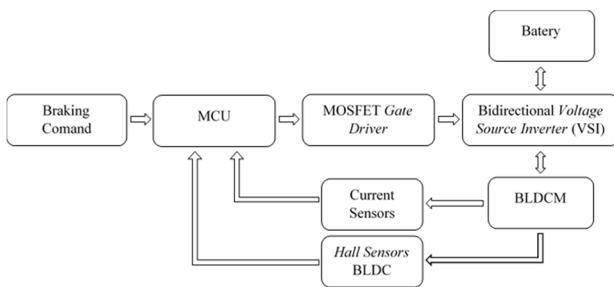 Batery
Braking
Comand
MCU
MOSFET Gate
Driver
Bidirectional Voltage
Source Inverter (VSI)
Current
Sensors
BLDCM
Hall Sensors
BLDC